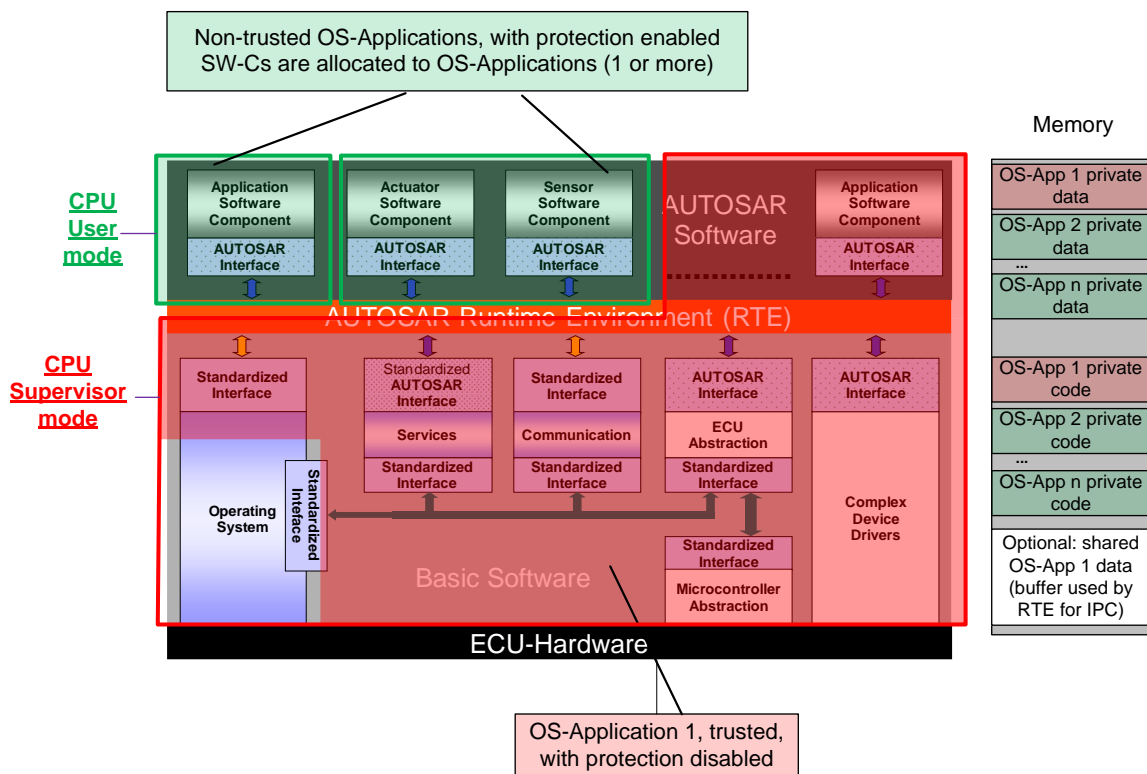 Non-trusted OS-Applications, with protection enabled
SW-Cs are allocated to OS-Applications (1 or more)
Memory
CPU
User
mode
Application
Software
Component
AUTOSAR
Interface
Actuator
Software
Component
AUTOSAR
Interface
Sensor
Software
Component
AUTOSAR
Interface
AUTOSAR
Software
..............
Application
Software
Component
AUTOSAR
Interface
AUTOSAR Runtime Environment (RTE)
CPU
Supervisor
mode
Standardized
Interface
Operating
System
Standardized
Interface
Standardized
AUTOSAR
Interface
Services
Standardized
Interface
Standardized
Interface
Communication
Standardized
Interface
AUTOSAR
Interface
ECU
Abstraction
Standardized
Interface
Standardized
Interface
Microcontroller
Abstraction
AUTOSAR
Interface
Complex
Device
Drivers
Basic Software
ECU-Hardware
OS-Application 1, trusted,
with protection disabled
OS-App 1 private
data
OS-App 2 private
data
...
OS-App n private
data
OS-App 1 private
code
OS-App 2 private
code
...
OS-App n private
code
Optional: shared
OS-App 1 data
(buffer used by
RTE for IPC)